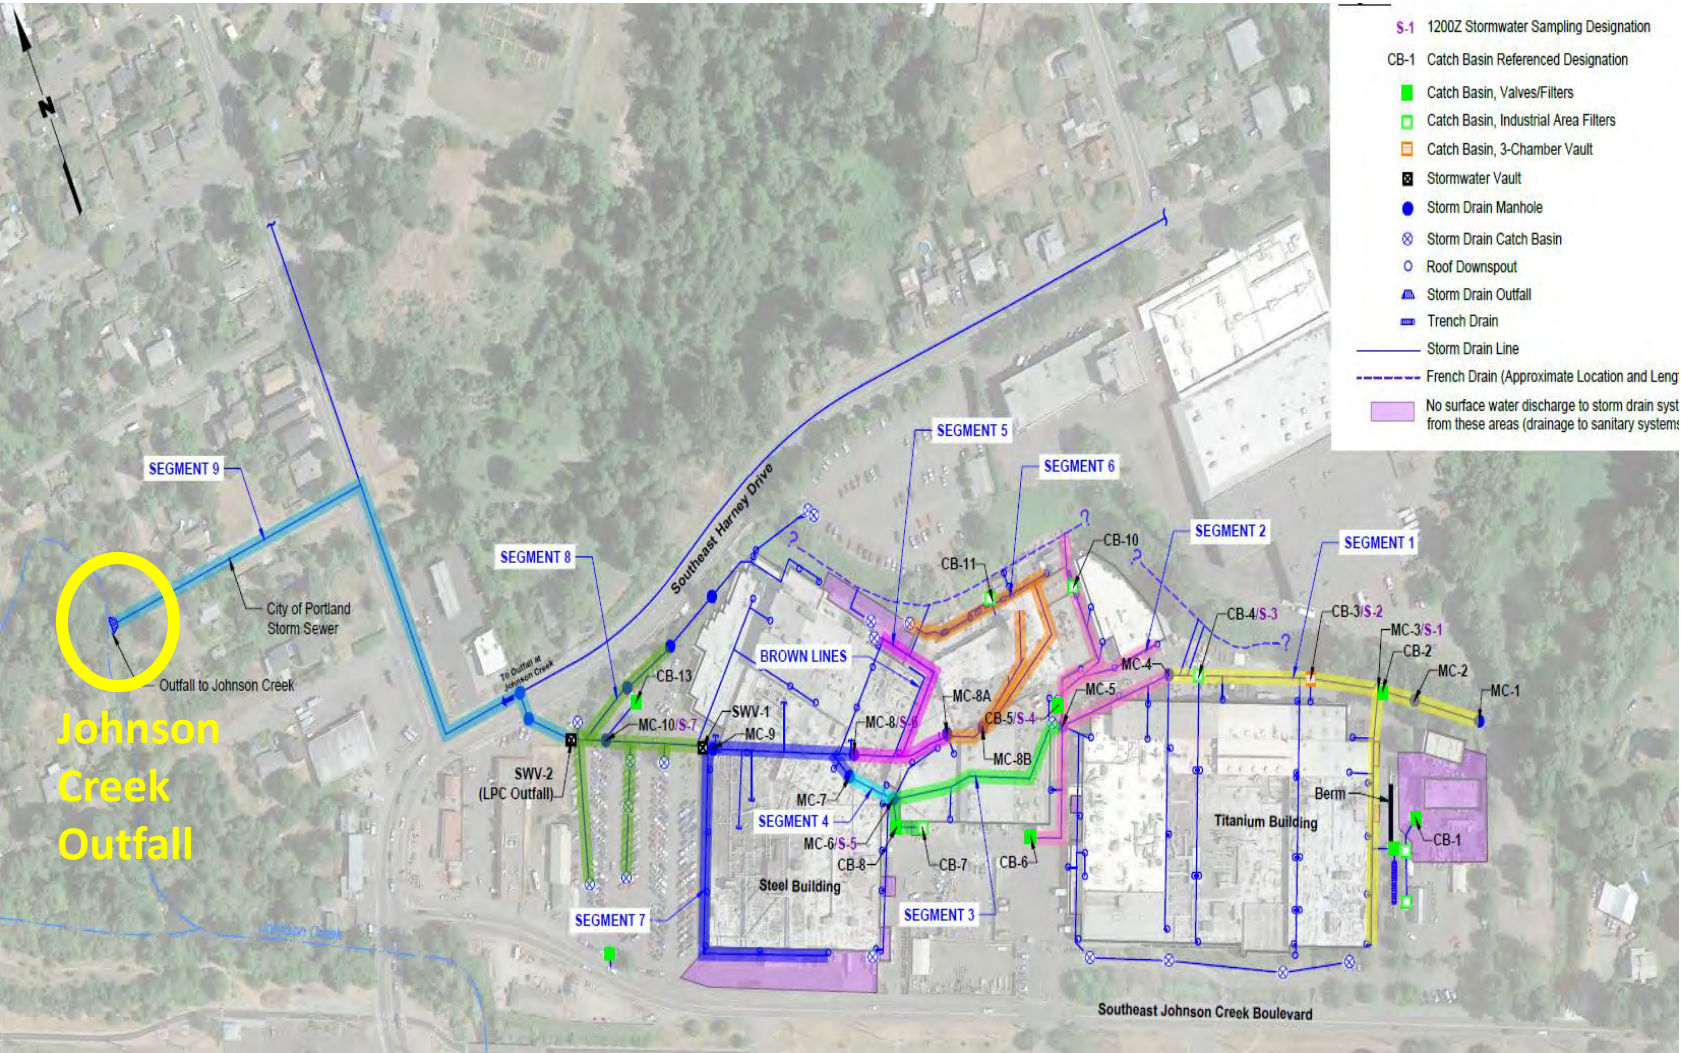 S-1 1200Z Stormwater Sampling Designation
CB-1 Catch Basin Referenced Designation
Catch Basin, Valves/Filters
Catch Basin, Industrial Area Filters
Catch Basin, 3-Chamber Vault
Stormwater Vault
Storm Drain Manhole
Storm Drain Catch Basin
Roof Downspout
Storm Drain Outfall
Trench Drain
Storm Drain Line
French Drain (Approximate Location and Leng
No surface water discharge to storm drain syst
from these areas (drainage to sanitary systems
N
SEGMENT 9
SEGMENT 5
SEGMENT 6
SEGMENT 2
SEGMENT 1
SEGMENT 8
Southeast Harney Drive
?
?
?
?
CB-11
CB-10
City of Portland
Storm Sewer
CB-4/S-3
CB-3/S-2
MC-3/S-1
CB-2
MC-2
MC-1
BROWN LINES
MC-4
To Outfall at
Johnson Creek
Outfall to Johnson Creek
CB-13
MC-8A
MC-5
SWV-1
MC-10/S-7
MC-9
MC-8/S-6
CB-5/S-4
MC-8B
Johnson
Creek
Outfall
SWV-2
(LPC Outfall)
MC-7
SEGMENT 4
MC-6/S-5
CB-8
CB-7
CB-6
Berm
Titanium Building
CB-1
Steel Building
SEGMENT 7
SEGMENT 3
Johnson Creek
Southeast Johnson Creek Boulevard